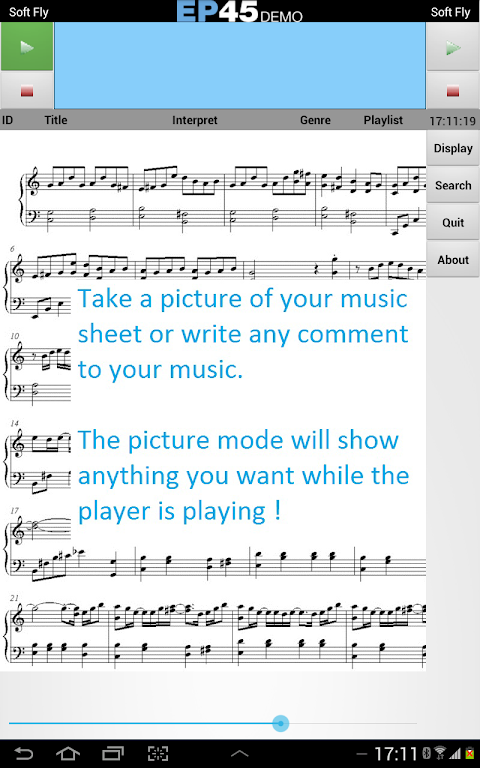 Soft Fly EP45 DEMO Soft Fly
ID Title Interpret Genre Playlist 17:11:19
Display
Search
Quit
About
6
Take a picture of your music
sheet or write any comment
to your music.
10
The picture mode will show
anything you want while the
player is playing !
14
17
21
17:11